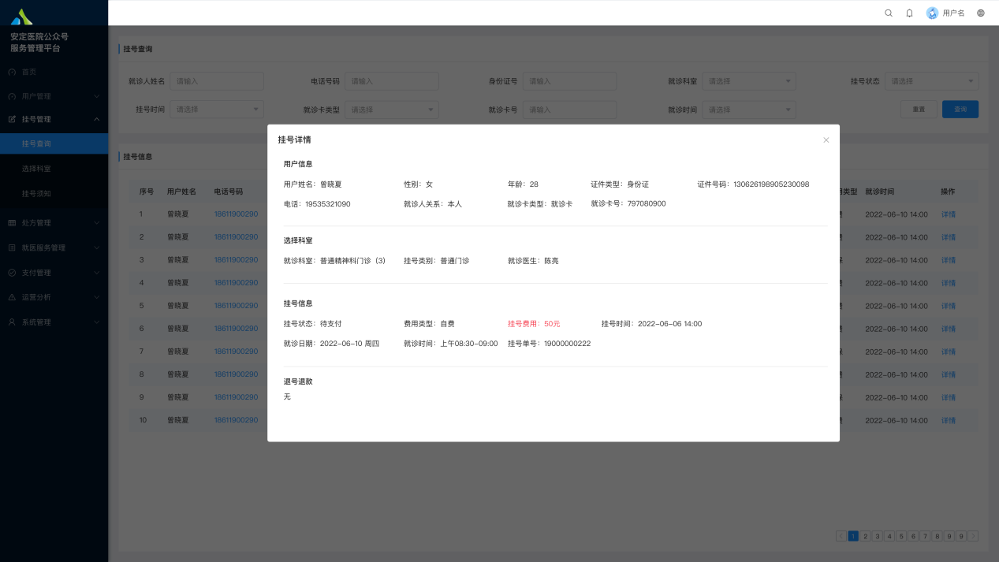 用户名
安定医院公众号
服务管理平台
首页
用户管理
挂号管理
挂号查询
选择科室
挂号须知
处方管理
就医服务管理
支付管理
运营分析
系统管理
挂号查询
就诊人姓名 请输入 电话号码 请输入 身份证号 请输入 就诊科室 请选择 挂号状态 请选择
挂号时间 请选择 就诊卡类型 请选择 就诊卡号 请输入 就诊时间 请选择 重置 查询
挂号信息
序号 用户姓名 电话号码 类型 就诊时间 操作
1 曾晓夏 18611900290 2022-06-10 14:00 详情
2 曾晓夏 18611900290 2022-06-10 14:00 详情
3 曾晓夏 18611900290 2022-06-10 14:00 详情
4 曾晓夏 18611900290 2022-06-10 14:00 详情
5 曾晓夏 18611900290 2022-06-10 14:00 详情
6 曾晓夏 18611900290 2022-06-10 14:00 详情
7 曾晓夏 18611900290 2022-06-10 14:00 详情
8 曾晓夏 18611900290 2022-06-10 14:00 详情
9 曾晓夏 18611900290 2022-06-10 14:00 详情
10 曾晓夏 18611900290 2022-06-10 14:00 详情
1 2 3 4 5 6 7 8 9 9
挂号详情
用户信息
用户姓名：曾晓夏 性别：女 年龄：28 证件类型：身份证 证件号码：130626198905230098
电话：19535321090 就诊人关系：本人 就诊卡类型：就诊卡 就诊卡号：797080900
选择科室
就诊科室：普通精神科门诊（3） 挂号类别：普通门诊 就诊医生：陈亮
挂号信息
挂号状态：待支付 费用类型：自费 挂号费用：50元 挂号时间：2022-06-06 14:00
就诊日期：2022-06-10 周四 就诊时间：上午08:30-09:00 挂号单号：19000000222
退号退款
无